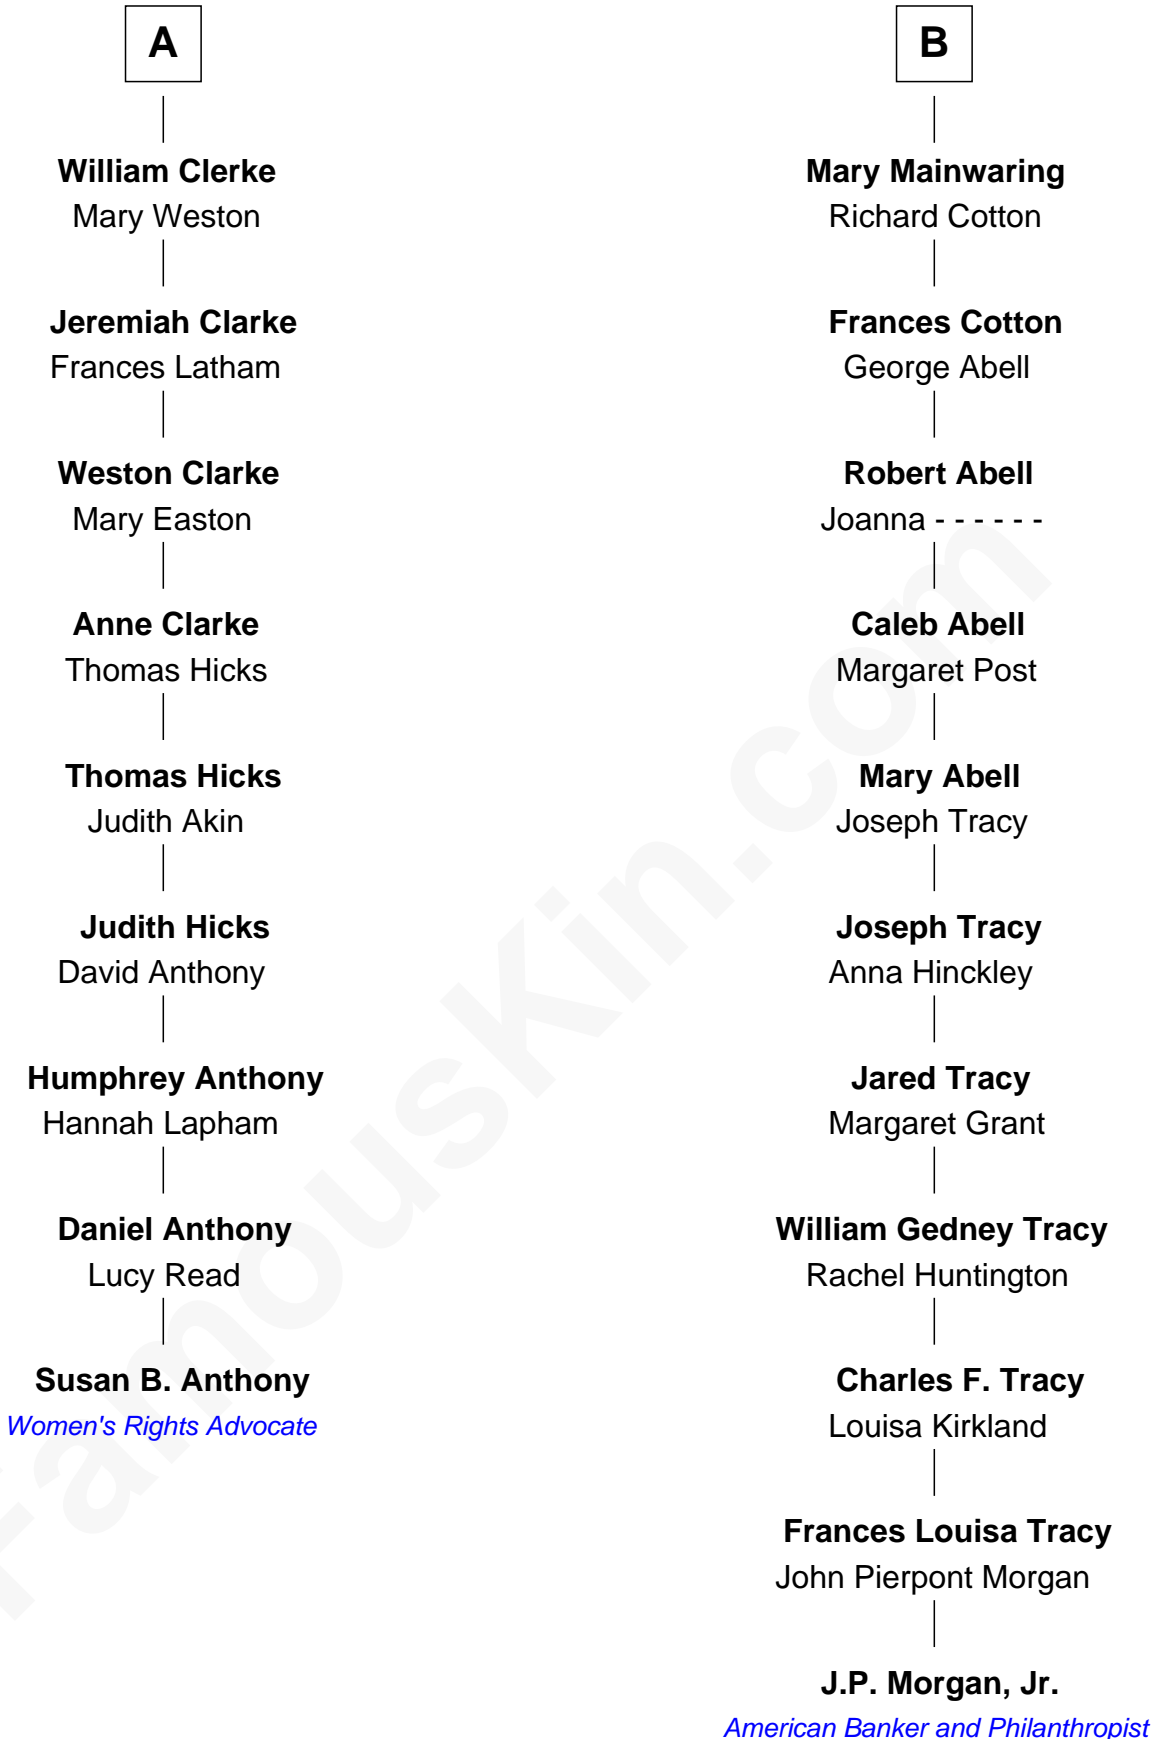 A
William Clerke
Mary Weston
Jeremiah Clarke
Frances Latham
Weston Clarke
Mary Easton
Anne Clarke
Thomas Hicks
Thomas Hicks
Judith Akin
Judith Hicks
David Anthony
Humphrey Anthony
Hannah Lapham
Daniel Anthony
Lucy Read
Susan B. Anthony
Women's Rights Advocate
B
Mary Mainwaring
Richard Cotton
Frances Cotton
George Abell
Robert Abell
Joanna - - - - - -
Caleb Abell
Margaret Post
Mary Abell
Joseph Tracy
Joseph Tracy
Anna Hinckley
Jared Tracy
Margaret Grant
William Gedney Tracy
Rachel Huntington
Charles F. Tracy
Louisa Kirkland
Frances Louisa Tracy
John Pierpont Morgan
J.P. Morgan, Jr.
American Banker and Philanthropist
FamousKin.com